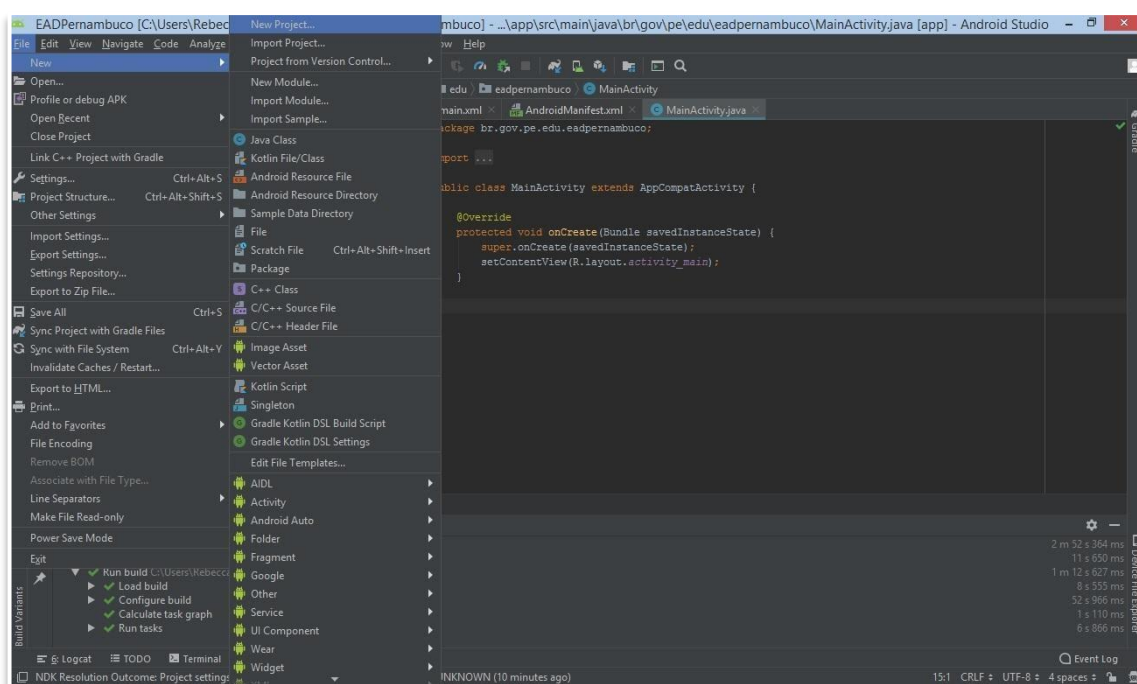 EADPernambuco [C:\Users\Rebec
mbuco] - ...\app\src\main\java\br\gov\pe\edu\eadpernambuco\MainActivity.java [app] - Android Studio
File Edit View Navigate Code Analyze
Help
New
Open...
Profile or debug APK
Open Recent
Close Project
Link C++ Project with Gradle
Settings... Ctrl+Alt+S
Project Structure... Ctrl+Alt+Shift+S
Other Settings
Import Settings...
Export Settings...
Settings Repository...
Export to Zip File...
Save All Ctrl+S
Sync Project with Gradle Files
Sync with File System Ctrl+Alt+Y
Invalidate Caches / Restart...
Export to HTML...
Print...
Add to Favorites
File Encoding
Remove BOM
Associate with File Type...
Line Separators
Make File Read-only
Power Save Mode
Exit
New Project...
Import Project...
Project from Version Control...
New Module...
Import Module...
Import Sample...
Java Class
Kotlin File/Class
Android Resource File
Android Resource Directory
Sample Data Directory
File
Scratch File Ctrl+Alt+Shift+Insert
Package
C++ Class
C/C++ Source File
C/C++ Header File
Image Asset
Vector Asset
Kotlin Script
Singleton
Gradle Kotlin DSL Build Script
Gradle Kotlin DSL Settings
Edit File Templates...
AIDL
Activity
Android Auto
Folder
Fragment
Google
Other
Service
UI Component
Wear
Widget
edu eadpernambuco MainActivity
main.xml AndroidManifest.xml MainActivity.java
ackage br.gov.pe.edu.eadpernambuco;
mport ...
ublic class MainActivity extends AppCompatActivity {
@Override
protected void onCreate(Bundle savedInstanceState) {
super.onCreate(savedInstanceState);
setContentView(R.layout.activity_main);
}
Gradle
Device File Explorer
Build Variants
Run build C:\Users\Rebecc
Load build
Configure build
Calculate task graph
Run tasks
2 m 52 s 364 ms
11 s 650 ms
1 m 12 s 627 ms
8 s 555 ms
52 s 966 ms
1 s 110 ms
6 s 866 ms
6: Logcat TODO Terminal
Event Log
NDK Resolution Outcome: Project settings
UNKNOWN (10 minutes ago)
15:1 CRLF UTF-8 4 spaces